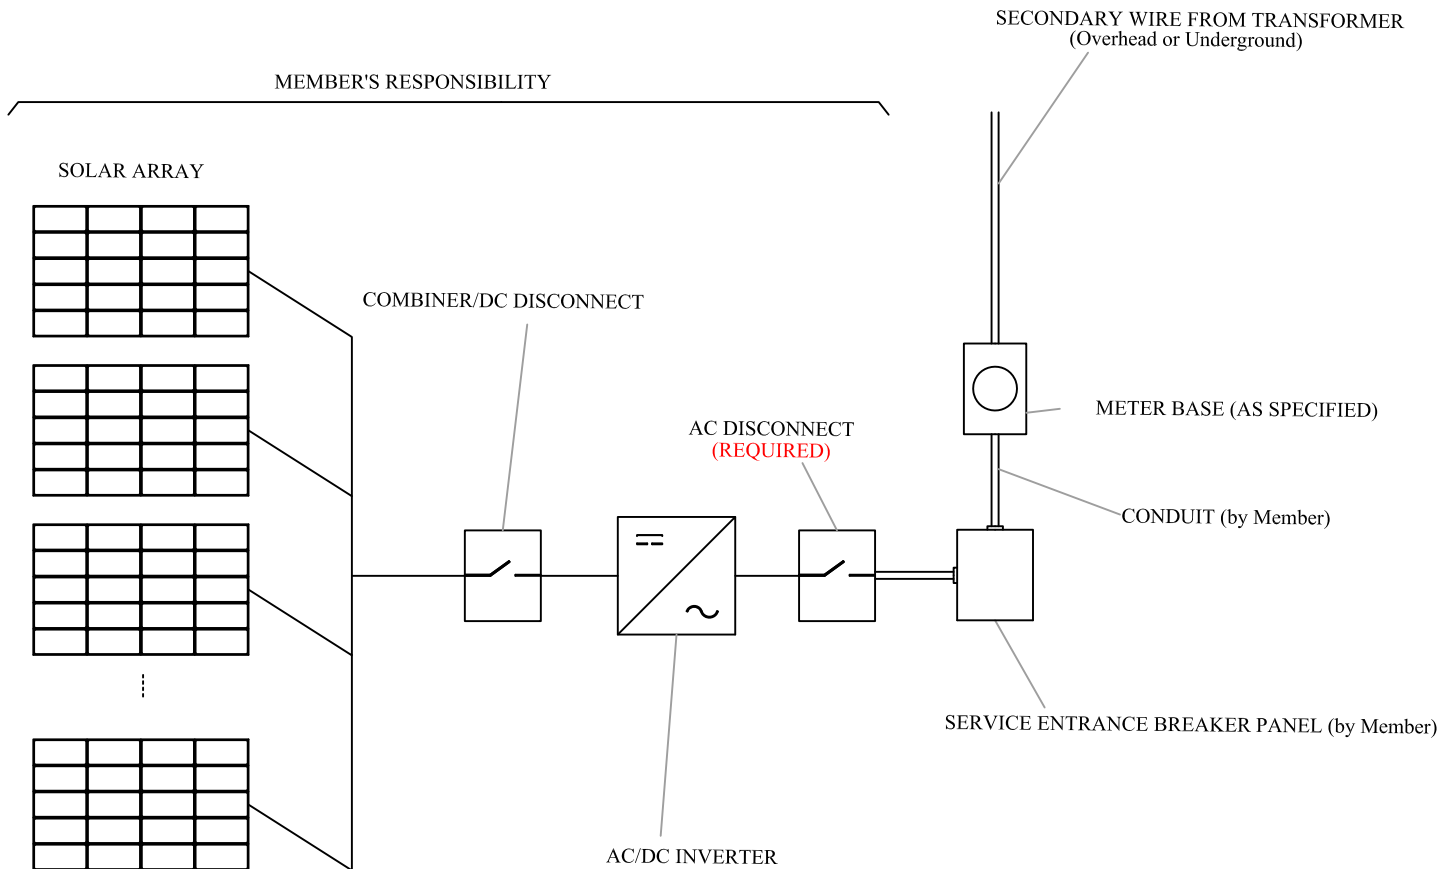 SECONDARY WIRE FROM TRANSFORMER
(Overhead or Underground)
MEMBER'S RESPONSIBILITY
SOLAR ARRAY
COMBINER/DC DISCONNECT
METER BASE (AS SPECIFIED)
AC DISCONNECT
(REQUIRED)
CONDUIT (by Member)
SERVICE ENTRANCE BREAKER PANEL (by Member)
AC/DC INVERTER